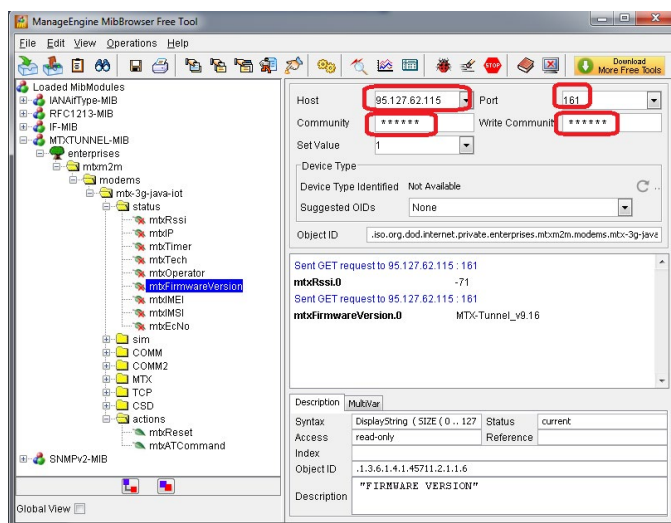 ManageEngine MibBrowser Free Tool
File Edit View Operations Help
STOP
Download
More Free Tools
Loaded MibModules
IANAifType-MIB
RFC1213-MIB
IF-MIB
MTXTUNNEL-MIB
enterprises
mtxm2m
modems
mtx-3g-java-iot
status
mtxRssi
mtxIP
mtxTimer
mtxTech
mtxOperator
mtxFirmwareVersion
mtxIMEI
mtxIMSI
mtxEcNo
sim
COMM
COMM2
MTX
TCP
CSD
actions
mtxReset
mtxATCommand
SNMPv2-MIB
Global View
Host 95.127.62.115 Port 161
Community ****** Write Communit ******
Set Value 1
Device Type
Device Type Identified Not Available
Suggested OIDs None
Object ID .iso.org.dod.internet.private.enterprises.mtxm2m.modems.mtx-3g-java
Sent GET request to 95.127.62.115 : 161
mtxRssi.0 -71
Sent GET request to 95.127.62.115 : 161
mtxFirmwareVersion.0 MTX-Tunnel_v9.16
Description MultiVar
Syntax DisplayString ( SIZE ( 0 .. 127 Status current
Access read-only Reference
Index
Object ID .1.3.6.1.4.1.45711.2.1.1.6
Description "FIRMWARE VERSION"